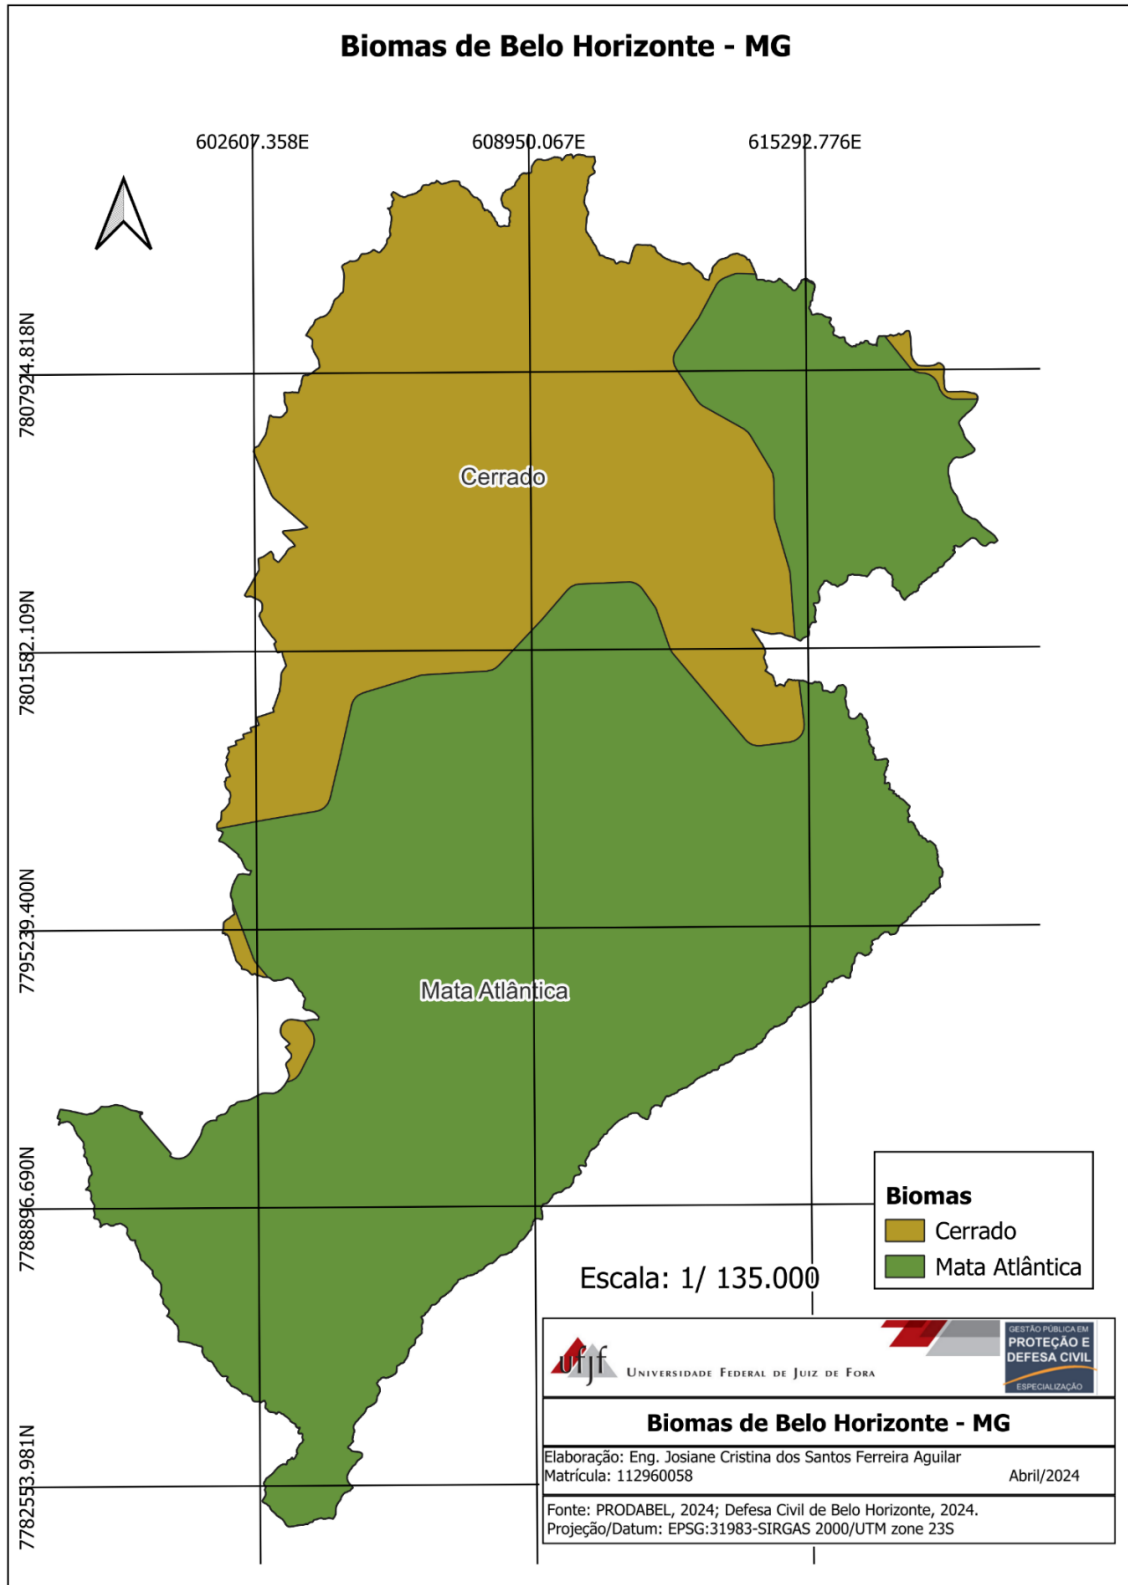 Biomas de Belo Horizonte - MG
602607.358E
608950.067E
615292.776E
7807924.818N
7801582.109N
7795239.400N
7788896.690N
7782553.981N
Cerrado
Mata Atlântica
Biomas
Cerrado
Mata Atlântica
Escala: 1/ 135.000
ufjf
UNIVERSIDADE FEDERAL DE JUIZ DE FORA
GESTÃO PÚBLICA EM
PROTEÇÃO E
DEFESA CIVIL
ESPECIALIZAÇÃO
Biomas de Belo Horizonte - MG
Elaboração: Eng. Josiane Cristina dos Santos Ferreira Aguilar
Matrícula: 112960058 Abril/2024
Fonte: PRODABEL, 2024; Defesa Civil de Belo Horizonte, 2024.
Projeção/Datum: EPSG:31983-SIRGAS 2000/UTM zone 23S